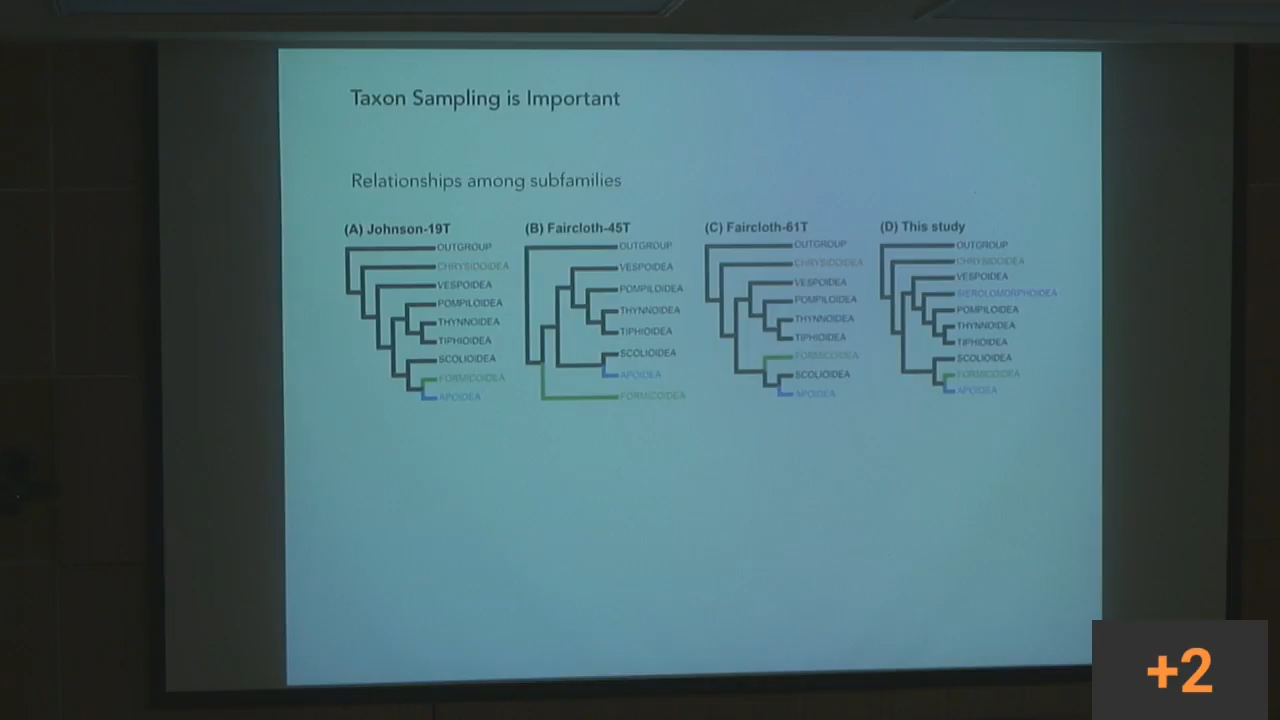 Taxon Sampling is Important
Relationships among subfamilies
(A) Johnson-19T
OUTGROUP
CHRYSIDOIDEA
VESPOIDEA
POMPILOIDEA
THYNNOIDEA
TIPHIOIDEA
SCOLIOIDEA
FORMICOIDEA
APOIDEA
(B) Faircloth-45T
OUTGROUP
VESPOIDEA
POMPILOIDEA
THYNNOIDEA
TIPHIOIDEA
SCOLIOIDEA
APOIDEA
FORMICOIDEA
(C) Faircloth-61T
OUTGROUP
CHRYSIDOIDEA
VESPOIDEA
POMPILOIDEA
THYNNOIDEA
TIPHIOIDEA
FORMICOIDEA
SCOLIOIDEA
APOIDEA
(D) This study
OUTGROUP
CHRYSIDOIDEA
VESPOIDEA
SIEROLOMORPHOIDEA
POMPILOIDEA
THYNNOIDEA
TIPHIOIDEA
SCOLIOIDEA
FORMICOIDEA
APOIDEA
+2